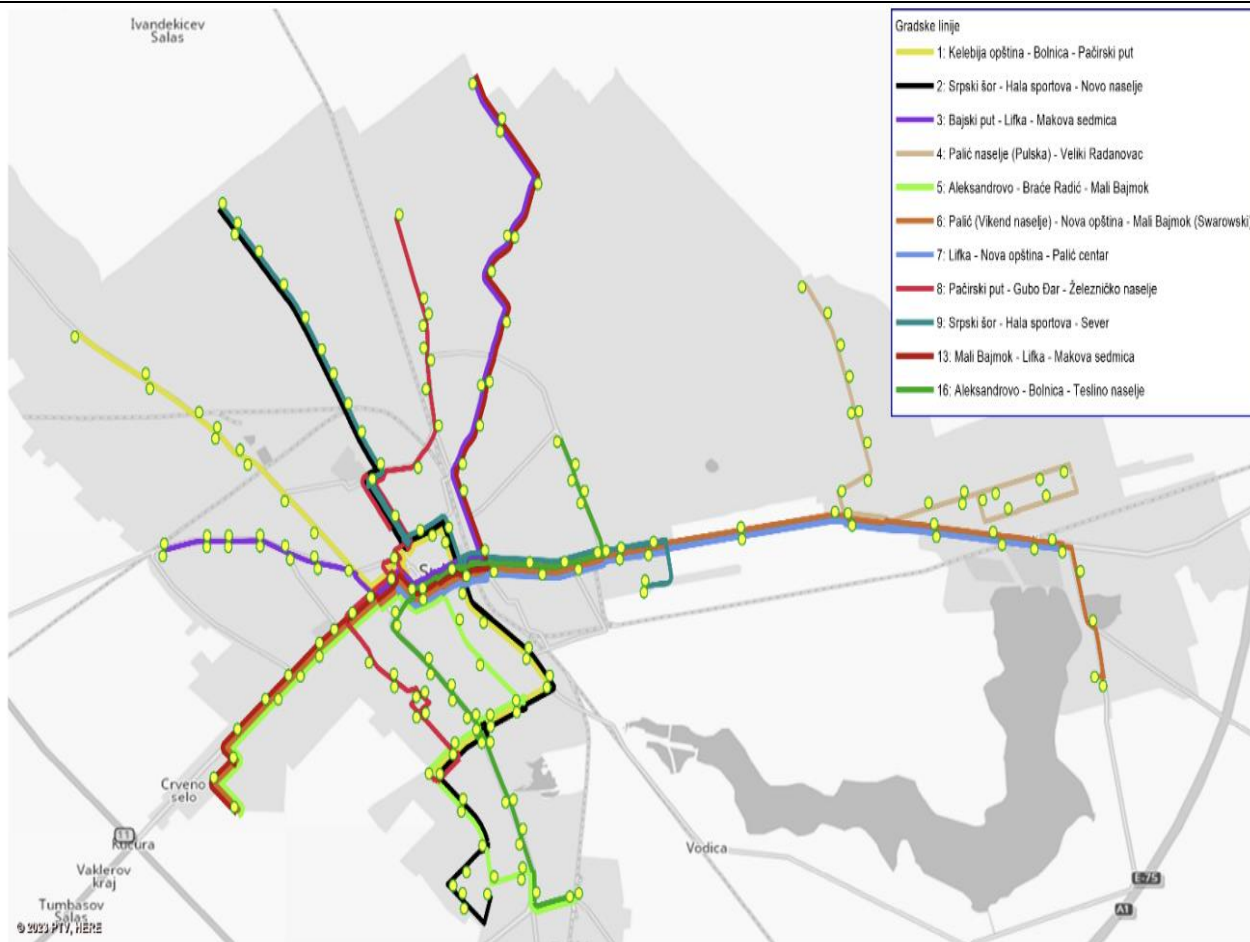 Ivandekicev
Salas
Gradske linije
1: Kelebija opština - Bolnica - Pačirski put
2: Srpski šor - Hala sportova - Novo naselje
3: Bajski put - Lifka - Makova sedmica
4: Palić naselje (Pulska) - Veliki Radanovac
5: Aleksandrovo - Braće Radić - Mali Bajmok
6: Palić (Vikend naselje) - Nova opština - Mali Bajmok (Swarowski)
7: Lifka - Nova opština - Palić centar
8: Pačirski put - Gubo Đar - Železničko naselje
9: Srpski šor - Hala sportova - Sever
13: Mali Bajmok - Lifka - Makova sedmica
16: Aleksandrovo - Bolnica - Teslino naselje
Crveno
selo
11
Kucura
Vaklerov
kraj
Tumbasov
Salas
Vodica
E-75
A1
© 2023 PTV, HERE